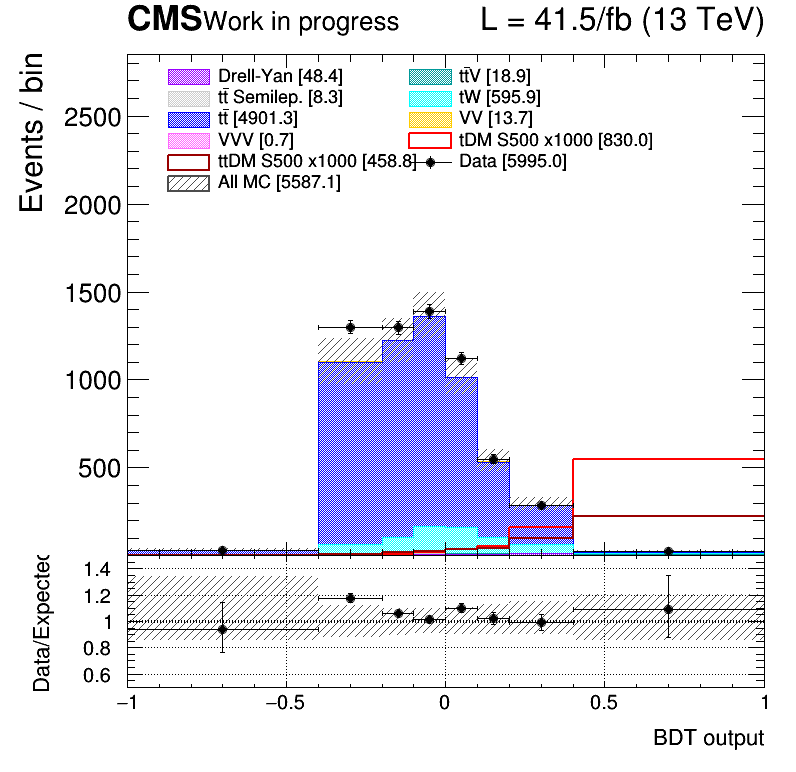 CMS Work in progress L = 41.5/fb (13 TeV)
Events / bin
Drell-Yan [48.4] tt̄V [18.9]
tt̄ Semilep. [8.3] tW [595.9]
tt̄ [4901.3] VV [13.7]
VVV [0.7] tDM S500 x1000 [830.0]
ttDM S500 x1000 [458.8] Data [5995.0]
All MC [5587.1]
2500
2000
1500
1000
500
Data/Expected
1.4
1.2
1
0.8
0.6
−1 −0.5 0 0.5 1
BDT output